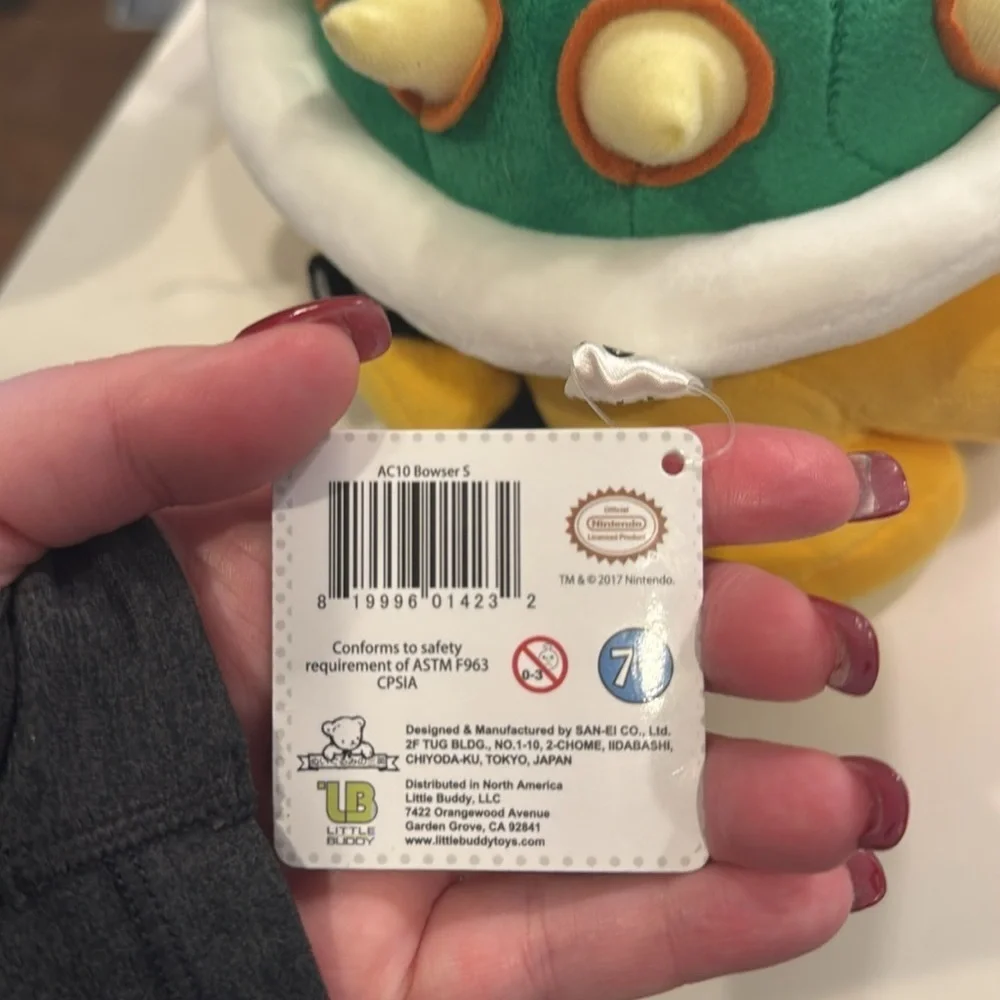 AC10 Bowser S
8 19996 01423 2
Official
Nintendo
Licensed Product
TM & © 2017 Nintendo.
Conforms to safety
requirement of ASTM F963
CPSIA
0-3
7
Designed & Manufactured by SAN-EI CO., Ltd.
2F TUG BLDG., NO.1-10, 2-CHOME, IIDABASHI,
CHIYODA-KU, TOKYO, JAPAN
LB
LITTLE
BUDDY
Distributed in North America
Little Buddy, LLC
7422 Orangewood Avenue
Garden Grove, CA 92841
www.littlebuddytoys.com